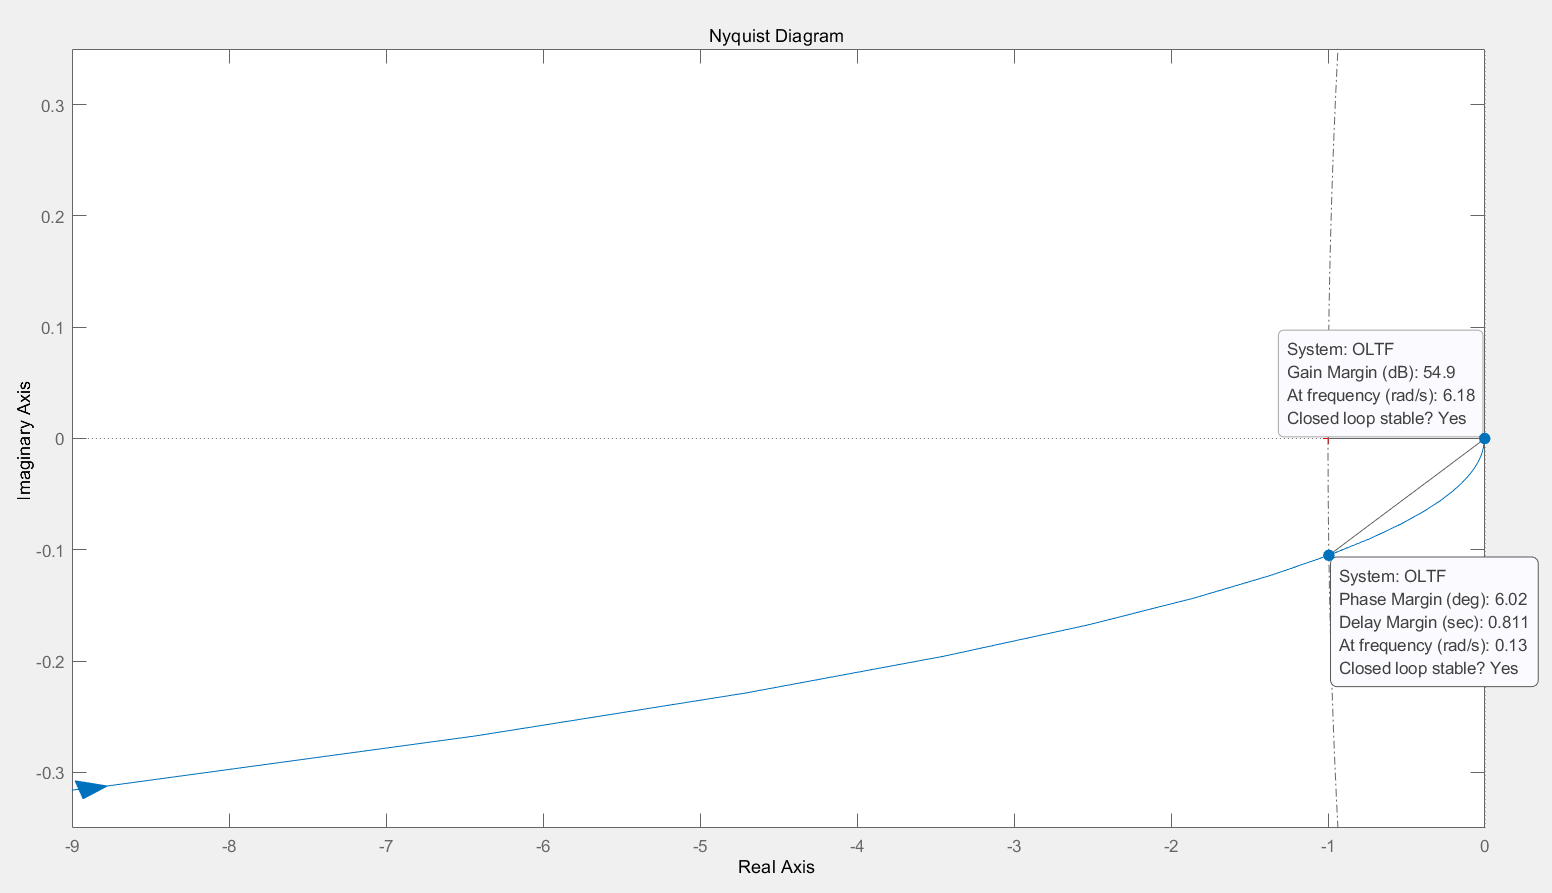 Nyquist Diagram
0.3
0.2
0.1
0
-0.1
-0.2
-0.3
Imaginary Axis
System: OLTF
Gain Margin (dB): 54.9
At frequency (rad/s): 6.18
Closed loop stable? Yes
System: OLTF
Phase Margin (deg): 6.02
Delay Margin (sec): 0.811
At frequency (rad/s): 0.13
Closed loop stable? Yes
-9 -8 -7 -6 -5 -4 -3 -2 -1 0
Real Axis